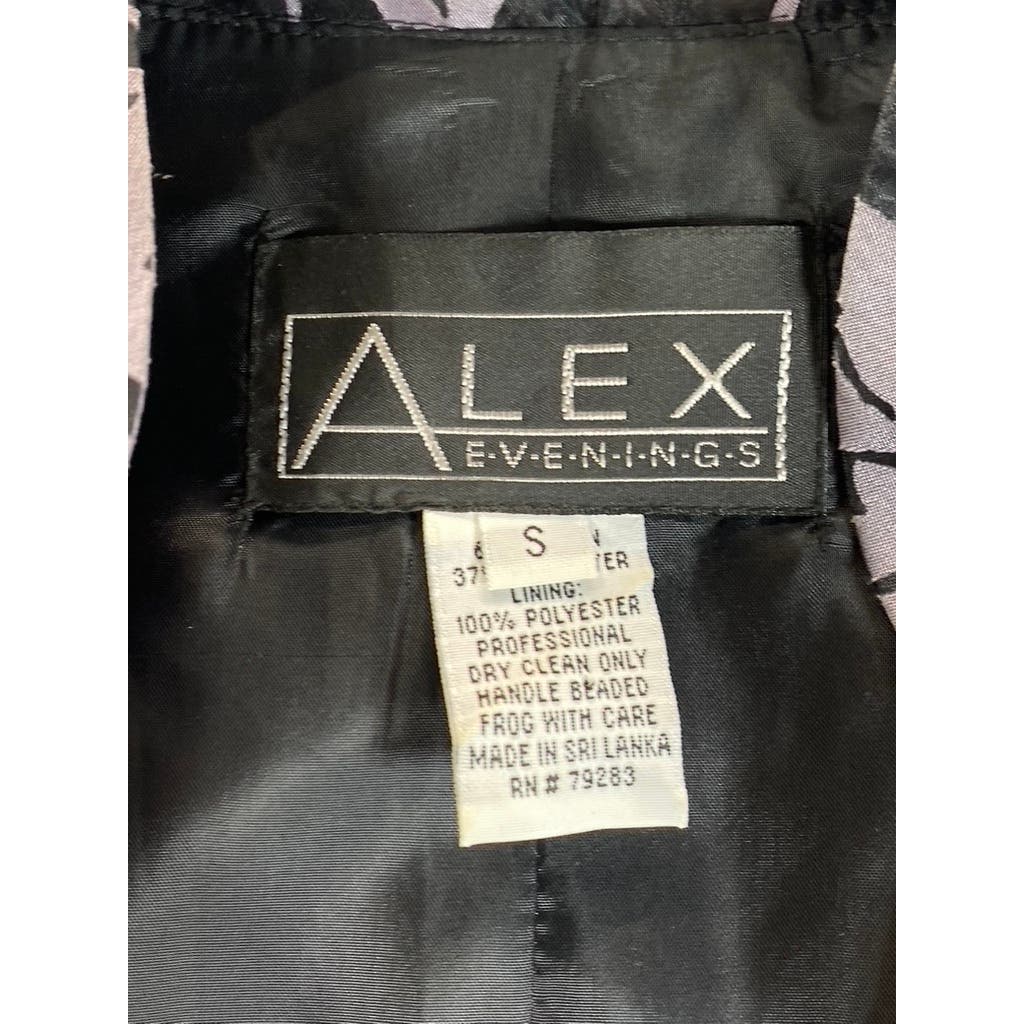 ALEX
E·V·E·N·I·N·G·S
S
LINING:
100% POLYESTER
PROFESSIONAL
DRY CLEAN ONLY
HANDLE BEADED
FROG WITH CARE
MADE IN SRI LANKA
RN # 79283